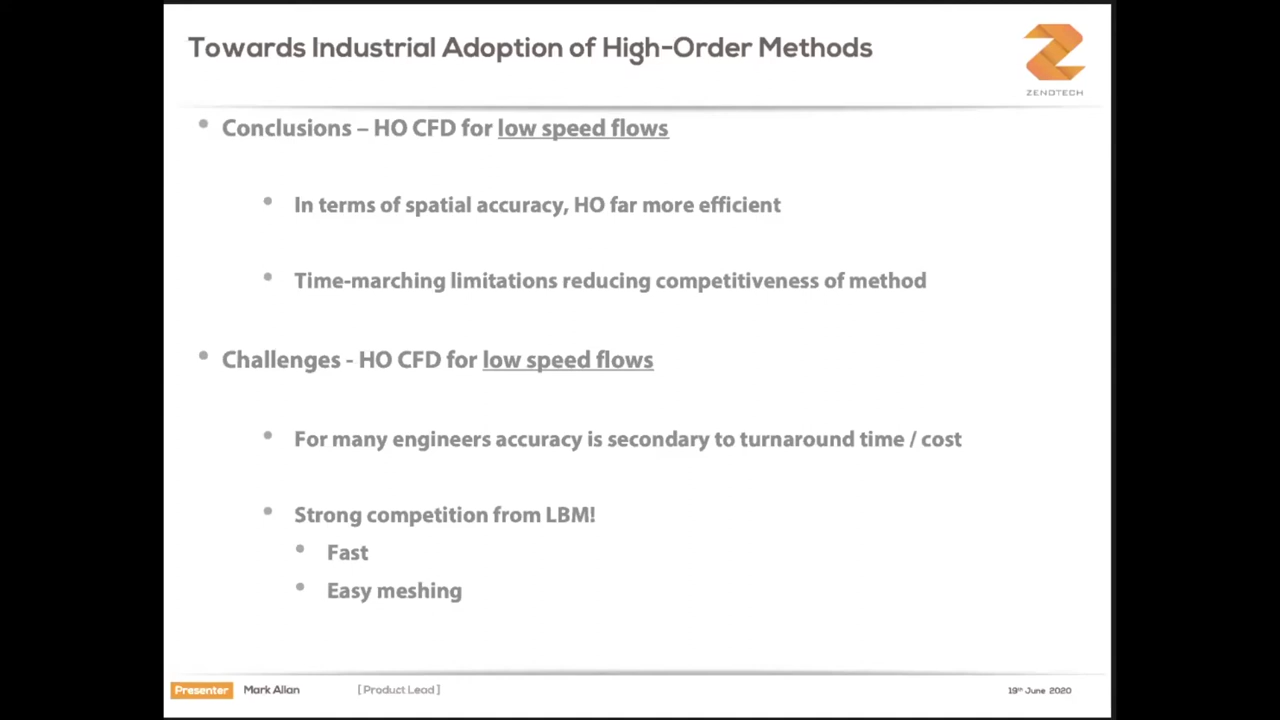 Towards Industrial Adoption of High-Order Methods
ZENOTECH
• Conclusions – HO CFD for low speed flows
• In terms of spatial accuracy, HO far more efficient
• Time-marching limitations reducing competitiveness of method
• Challenges - HO CFD for low speed flows
• For many engineers accuracy is secondary to turnaround time / cost
• Strong competition from LBM!
• Fast
• Easy meshing
Presenter Mark Allan [ Product Lead ] 19th June 2020